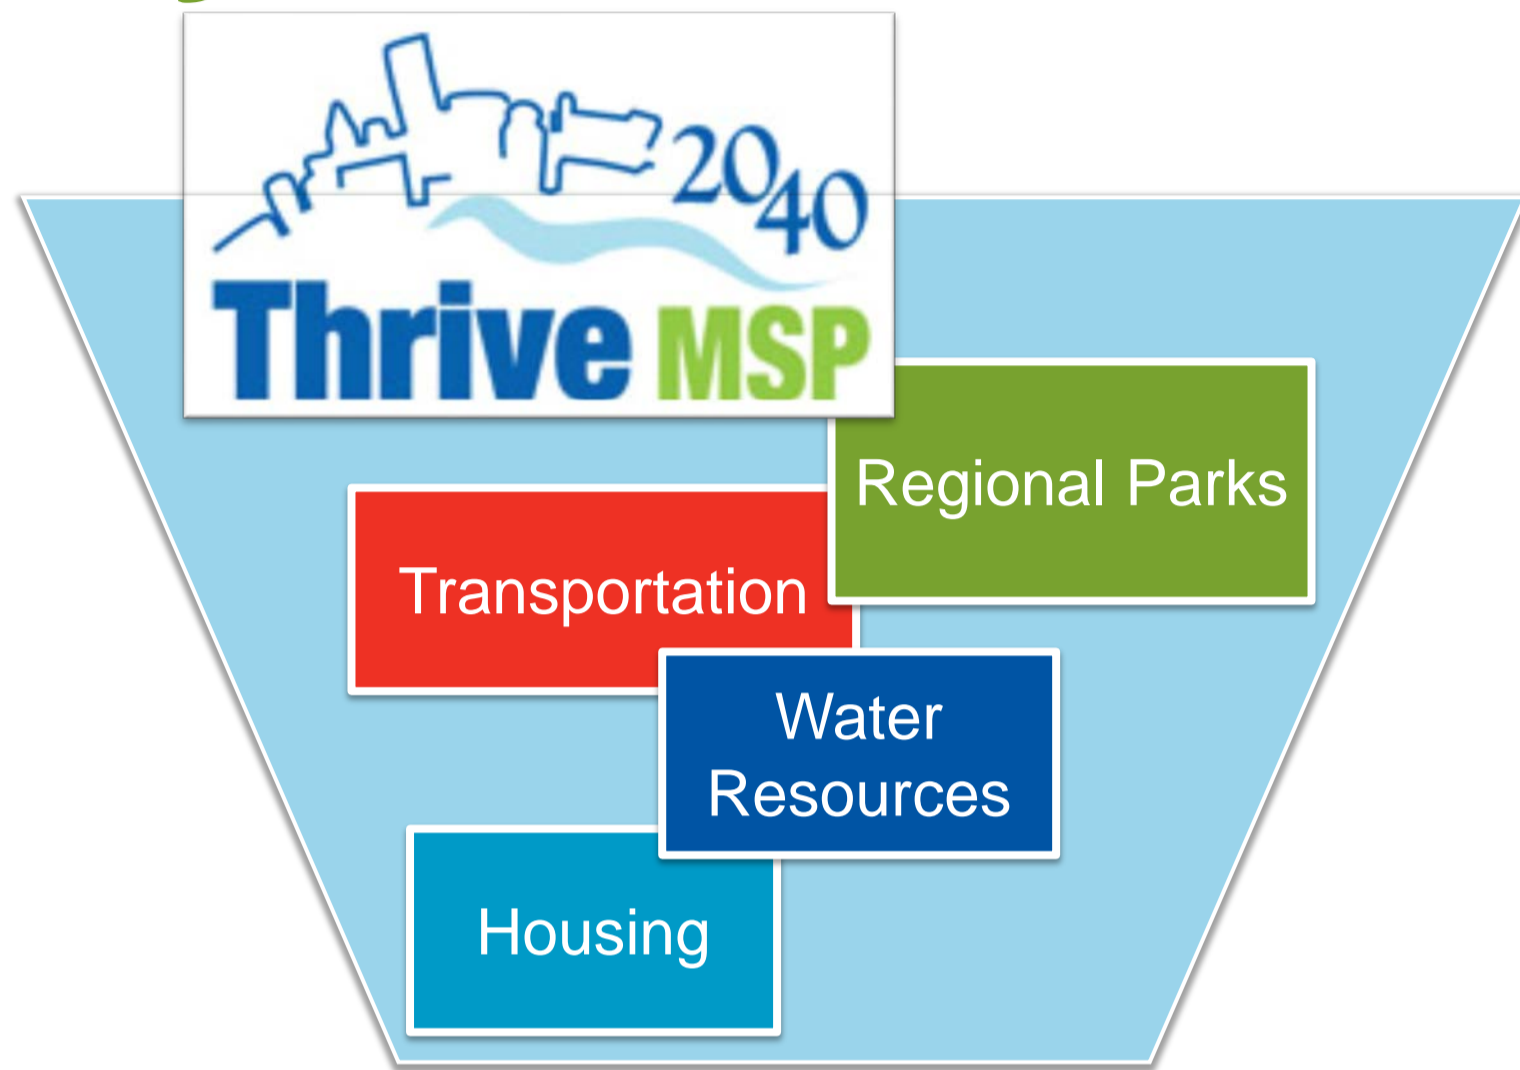 2040
Thrive MSP
Regional Parks
Transportation
Water
Resources
Housing